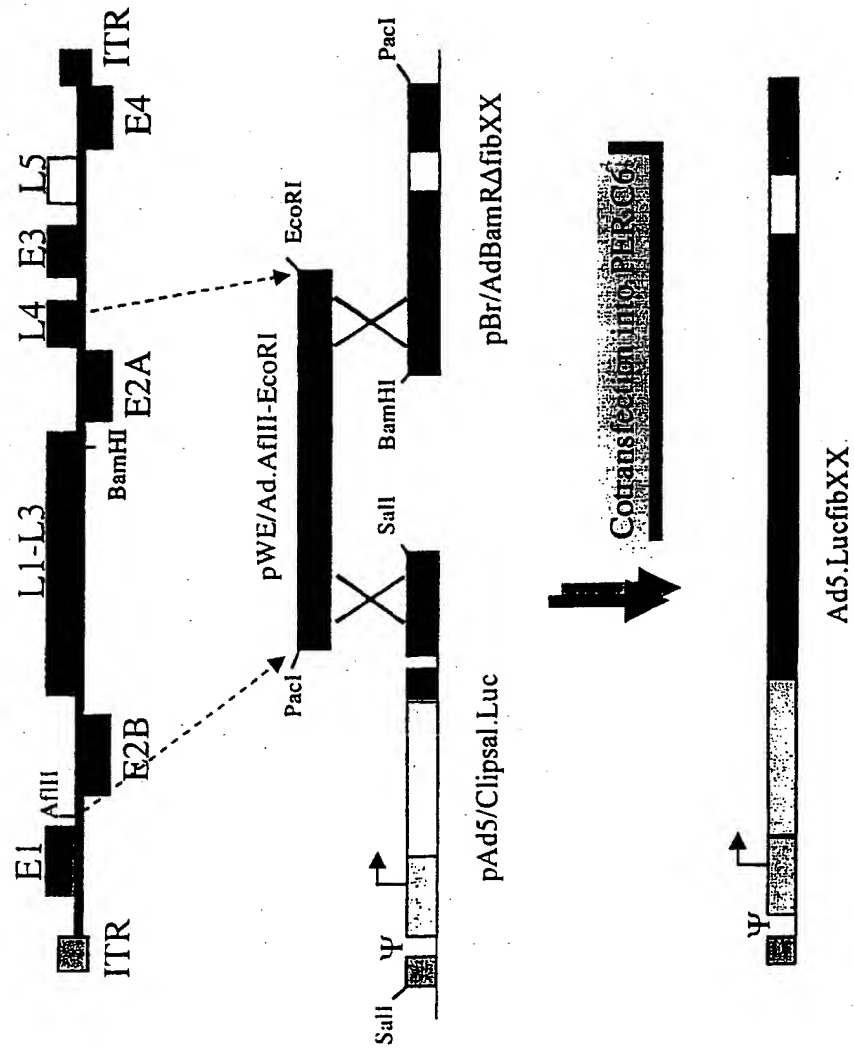 ITR
E1
AflII
E2B
L1-L3
BamHI
E2A
L4
E3
L5
E4
ITR
PacI
pWE/Ad.AflII-EcoRI
EcoRI
SalI
Ψ
pAd5/Clipsal.Luc
SalI
BamHI
pBr/AdBamRΔfibXX
PacI
Cotransfection into PER.C6
Ψ
Ad5.LucfibXX